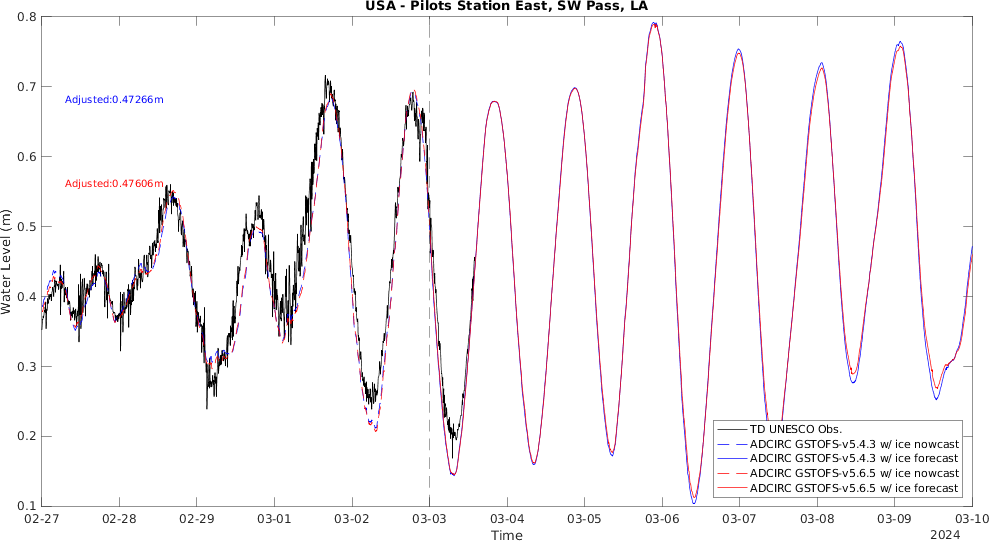 USA - Pilots Station East, SW Pass, LA
0.8
0.7
0.6
0.5
0.4
0.3
0.2
0.1
Water Level (m)
Adjusted:0.47266m
Adjusted:0.47606m
TD UNESCO Obs.
ADCIRC GSTOFS-v5.4.3 w/ ice nowcast
ADCIRC GSTOFS-v5.4.3 w/ ice forecast
ADCIRC GSTOFS-v5.6.5 w/ ice nowcast
ADCIRC GSTOFS-v5.6.5 w/ ice forecast
02-27 02-28 02-29 03-01 03-02 03-03 03-04 03-05 03-06 03-07 03-08 03-09 03-10
Time
2024